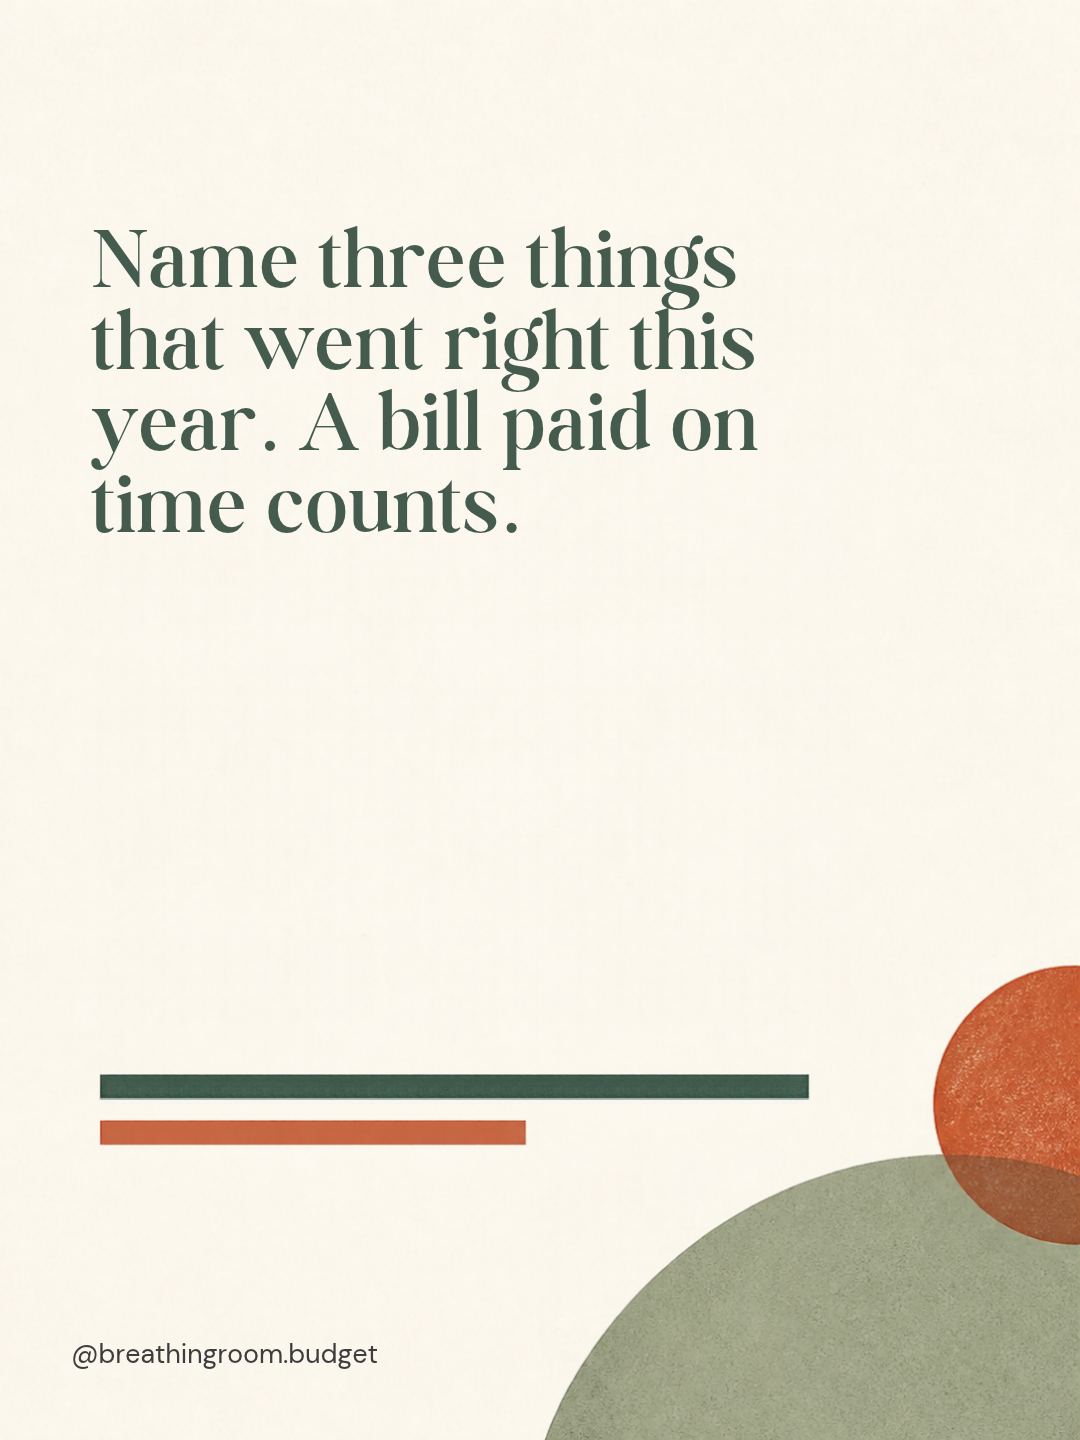 Name three things
that went right this
year. A bill paid on
time counts.
@breathingroom.budget